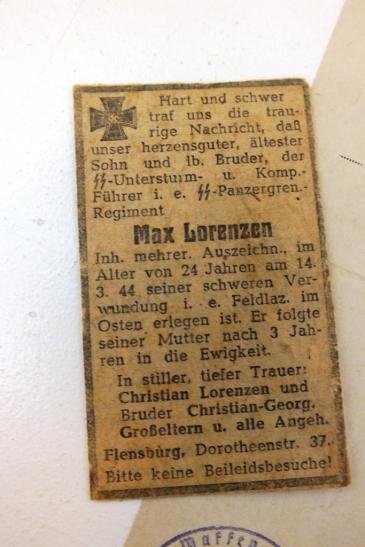 Hart und schwer
traf uns die trau-
rige Nachricht, daß
unser herzensguter, ältester
Sohn und lb. Bruder, der
ᛋᛋ-Untersturm- u. Komp.-
Führer i. e. ᛋᛋ-Panzergren.-
Regiment
Max Lorenzen
Inh. mehrer. Auszeichn., im
Alter von 24 Jahren am 14.
3. 44 seiner schweren Ver-
wundung i. e. Feldlaz. im
Osten erlegen ist. Er folgte
seiner Mutter nach 3 Jah-
ren in die Ewigkeit.
In stiller, tiefer Trauer:
Christian Lorenzen und
Bruder Christian-Georg.
Großeltern u. alle Angeh.
Flensburg, Dorotheenstr. 37.
Bitte keine Beileidsbesuche!
Waffen